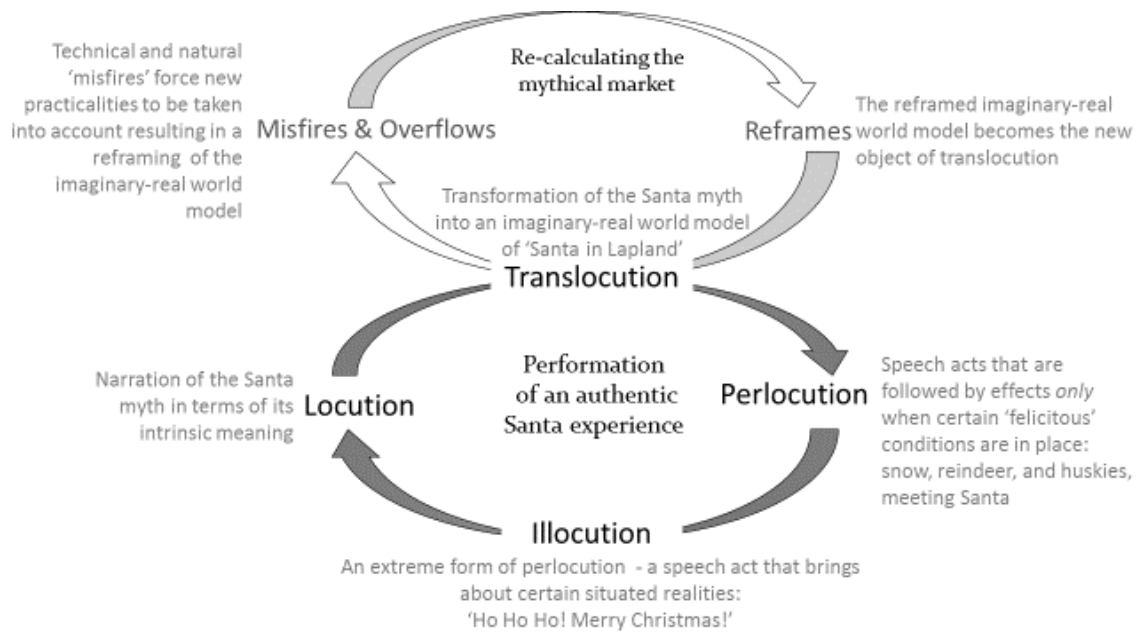 Technical and natural
‘misfires’ force new
practicalities to be taken
into account resulting in a
reframing of the
imaginary-real world
model
Misfires & Overflows
Re-calculating the
mythical market
Reframes
The reframed imaginary-real
world model becomes the new
object of translocution
Transformation of the Santa myth
into an imaginary-real world model
of ‘Santa in Lapland’
Translocution
Narration of the Santa
myth in terms of its
intrinsic meaning
Locution
Performation
of an authentic
Santa experience
Perlocution
Speech acts that are
followed by effects only
when certain ‘felicitous’
conditions are in place:
snow, reindeer, and huskies,
meeting Santa
Illocution
An extreme form of perlocution - a speech act that brings
about certain situated realities:
‘Ho Ho Ho! Merry Christmas!’